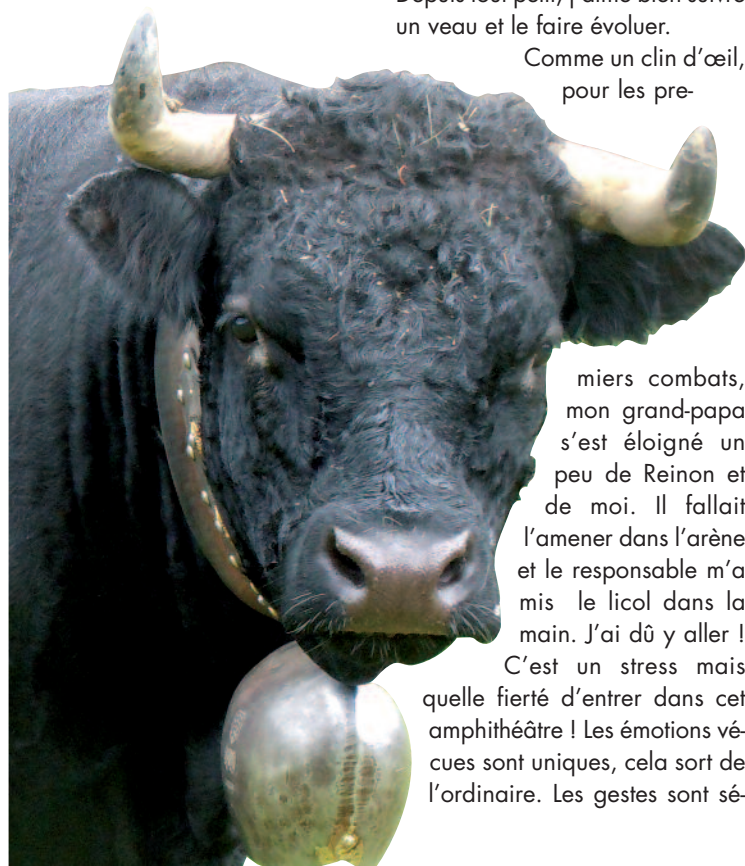 un veau et le faire évoluer.
Comme un clin d'œil,
pour les pre-
miers combats,
mon grand-papa
s'est éloigné un
peu de Reinon et
de moi. Il fallait
l'amener dans l'arène
et le responsable m'a
mis le licol dans la
main. J'ai dû y aller !
C'est un stress mais
quelle fierté d'entrer dans cet
amphithéâtre ! Les émotions vé-
cues sont uniques, cela sort de
l'ordinaire. Les gestes sont sé-